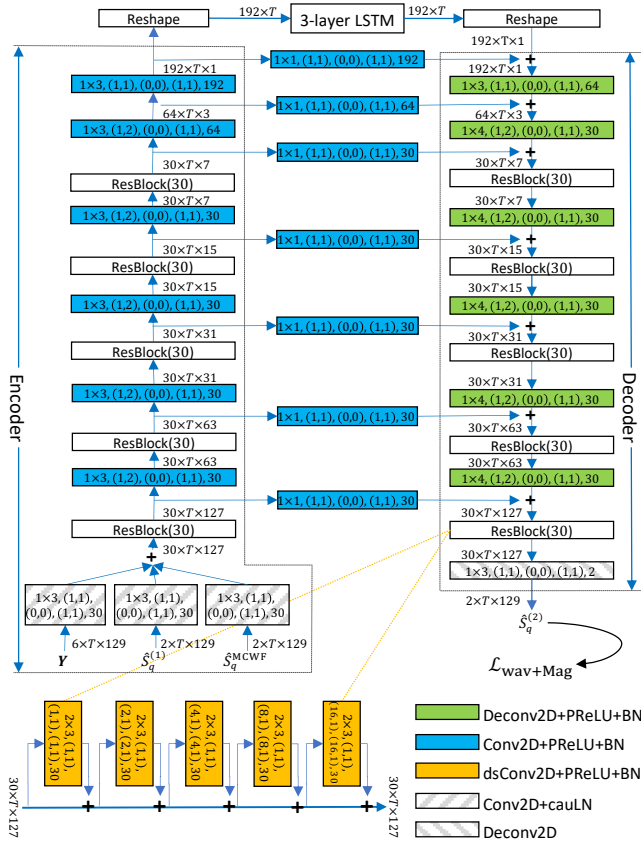 Reshape
192×T
3-layer LSTM
192×T
Reshape
192×T×1
192×T×1
1×1, (1,1), (0,0), (1,1), 192
+
192×T×1
1×3, (1,1), (0,0), (1,1), 192
1×3, (1,1), (0,0), (1,1), 64
64×T×3
1×1, (1,1), (0,0), (1,1), 64
+
64×T×3
1×3, (1,2), (0,0), (1,1), 64
1×4, (1,2), (0,0), (1,1), 30
30×T×7
1×1, (1,1), (0,0), (1,1), 30
+
30×T×7
ResBlock(30)
ResBlock(30)
30×T×7
30×T×7
1×3, (1,2), (0,0), (1,1), 30
1×4, (1,2), (0,0), (1,1), 30
30×T×15
1×1, (1,1), (0,0), (1,1), 30
+
30×T×15
ResBlock(30)
ResBlock(30)
30×T×15
30×T×15
1×3, (1,2), (0,0), (1,1), 30
1×4, (1,2), (0,0), (1,1), 30
30×T×31
1×1, (1,1), (0,0), (1,1), 30
+
30×T×31
ResBlock(30)
ResBlock(30)
30×T×31
30×T×31
1×3, (1,2), (0,0), (1,1), 30
1×4, (1,2), (0,0), (1,1), 30
30×T×63
1×1, (1,1), (0,0), (1,1), 30
+
30×T×63
ResBlock(30)
ResBlock(30)
30×T×63
30×T×63
1×3, (1,2), (0,0), (1,1), 30
1×4, (1,2), (0,0), (1,1), 30
30×T×127
1×1, (1,1), (0,0), (1,1), 30
+
30×T×127
ResBlock(30)
ResBlock(30)
30×T×127
30×T×127
+
1×3, (1,1), (0,0), (1,1), 2
Encoder
Decoder
1×3, (1,1),
(0,0), (1,1), 30
1×3, (1,1),
(0,0), (1,1), 30
1×3, (1,1),
(0,0), (1,1), 30
6×T×129
2×T×129
2×T×129
2×T×129
Y
Ŝ_q^(1)
Ŝ_q^MCWF
Ŝ_q^(2)
ℒ_wav+Mag
2×3, (1,1),
(1,1), (1,1), 30
2×3, (1,1),
(2,1), (2,1), 30
2×3, (1,1),
(4,1), (4,1), 30
2×3, (1,1),
(8,1), (8,1), 30
2×3, (1,1),
(16,1), (16,1), 30
30×T×
127
+
+
+
+
+
30×T×
127
Deconv2D+PReLU+BN
Conv2D+PReLU+BN
dsConv2D+PReLU+BN
Conv2D+cauLN
Deconv2D